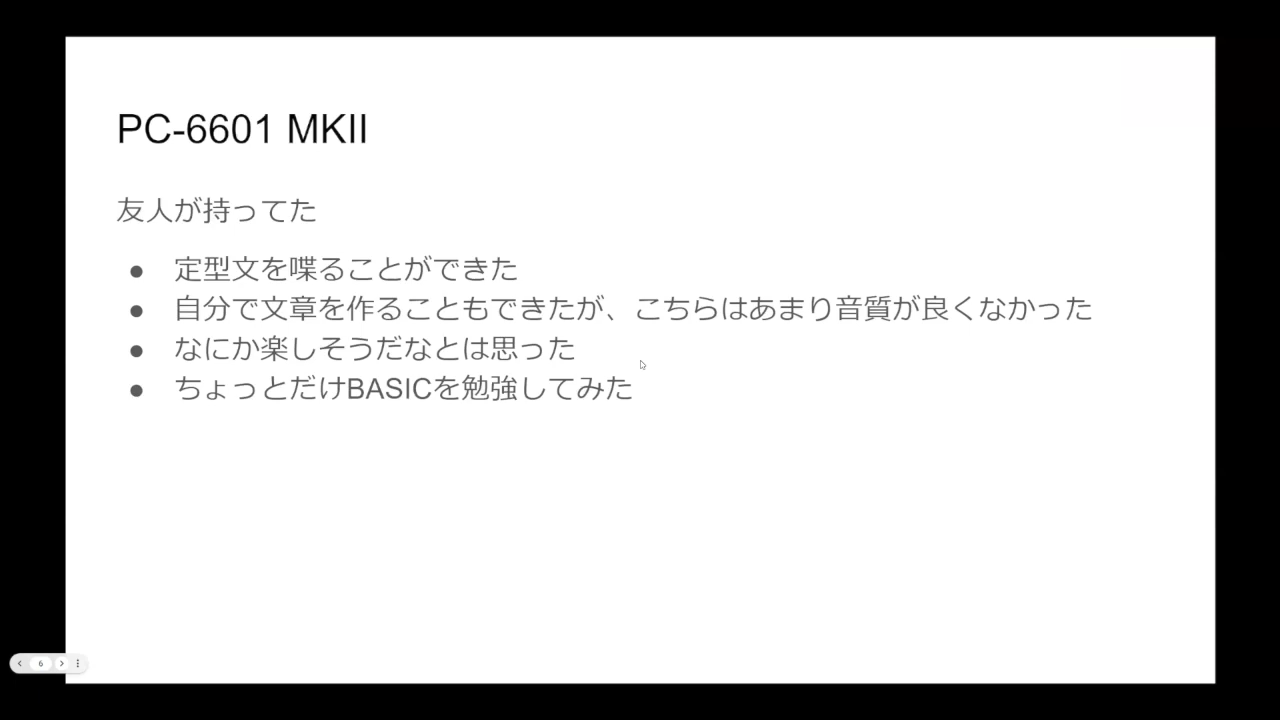 PC-6601 MKII
友人が持ってた
● 定型文を喋ることができた
● 自分で文章を作ることもできたが、こちらはあまり音質が良くなかった
● なにか楽しそうだなとは思った
● ちょっとだけBASICを勉強してみた
6